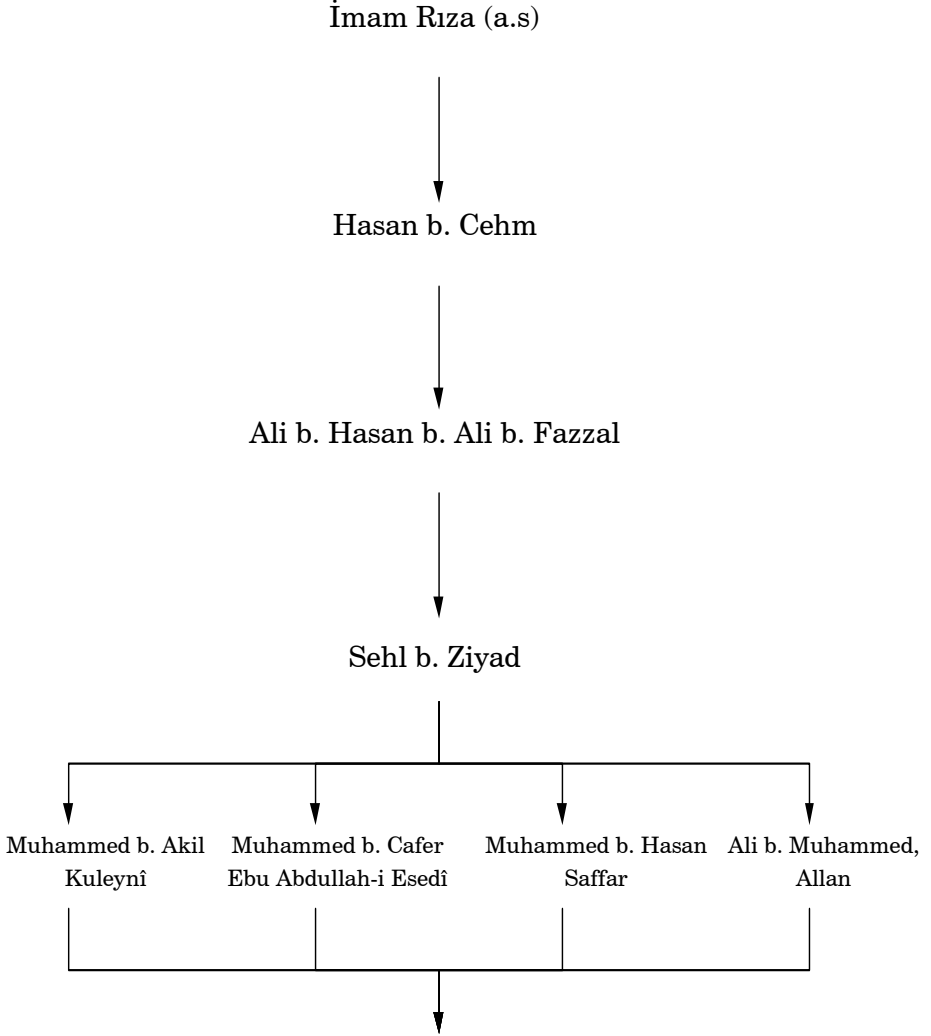 İmam Rıza (a.s)
Hasan b. Cehm
Ali b. Hasan b. Ali b. Fazzal
Sehl b. Ziyad
Muhammed b. Akil
Kuleynî
Muhammed b. Cafer
Ebu Abdullah-i Esedî
Muhammed b. Hasan
Saffar
Ali b. Muhammed,
Allan